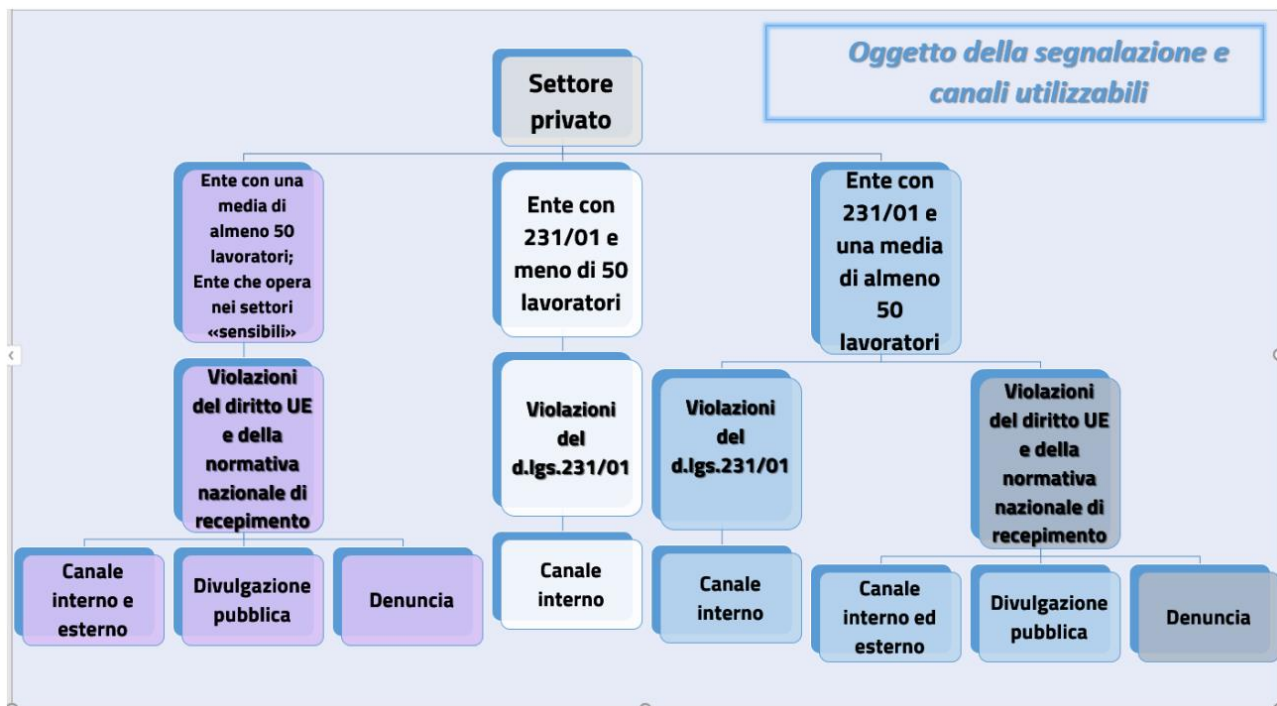 Oggetto della segnalazione e
canali utilizzabili
Settore
privato
Ente con una
media di
almeno 50
lavoratori;
Ente che opera
nei settori
«sensibili»
Ente con
231/01 e
meno di 50
lavoratori
Ente con
231/01 e
una media
di almeno
50
lavoratori
Violazioni
del diritto UE
e della
normativa
nazionale di
recepimento
Violazioni
del
d.lgs.231/01
Violazioni
del
d.lgs.231/01
Violazioni
del diritto UE
e della
normativa
nazionale di
recepimento
Canale
interno e
esterno
Divulgazione
pubblica
Denuncia
Canale
interno
Canale
interno
Canale
interno ed
esterno
Divulgazione
pubblica
Denuncia